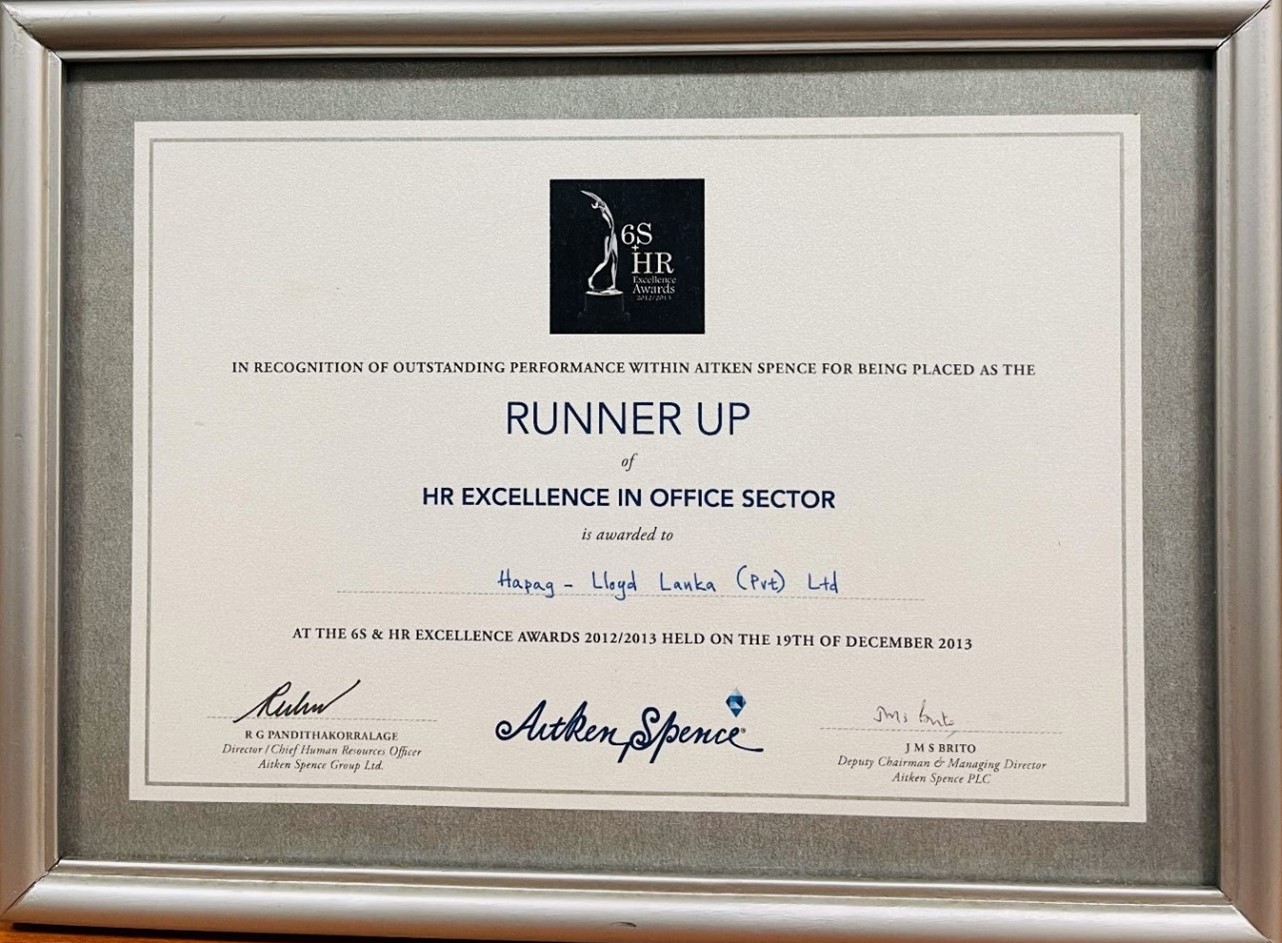 6S
+
HR
Excellence
Awards
2012/2013
IN RECOGNITION OF OUTSTANDING PERFORMANCE WITHIN AITKEN SPENCE FOR BEING PLACED AS THE
RUNNER UP
of
HR EXCELLENCE IN OFFICE SECTOR
is awarded to
Hapag - Lloyd Lanka (Pvt) Ltd
AT THE 6S & HR EXCELLENCE AWARDS 2012/2013 HELD ON THE 19TH OF DECEMBER 2013
R G PANDITHAKORRALAGE
Director / Chief Human Resources Officer
Aitken Spence Group Ltd.
Aitken Spence
JMS Brito
J M S BRITO
Deputy Chairman & Managing Director
Aitken Spence PLC